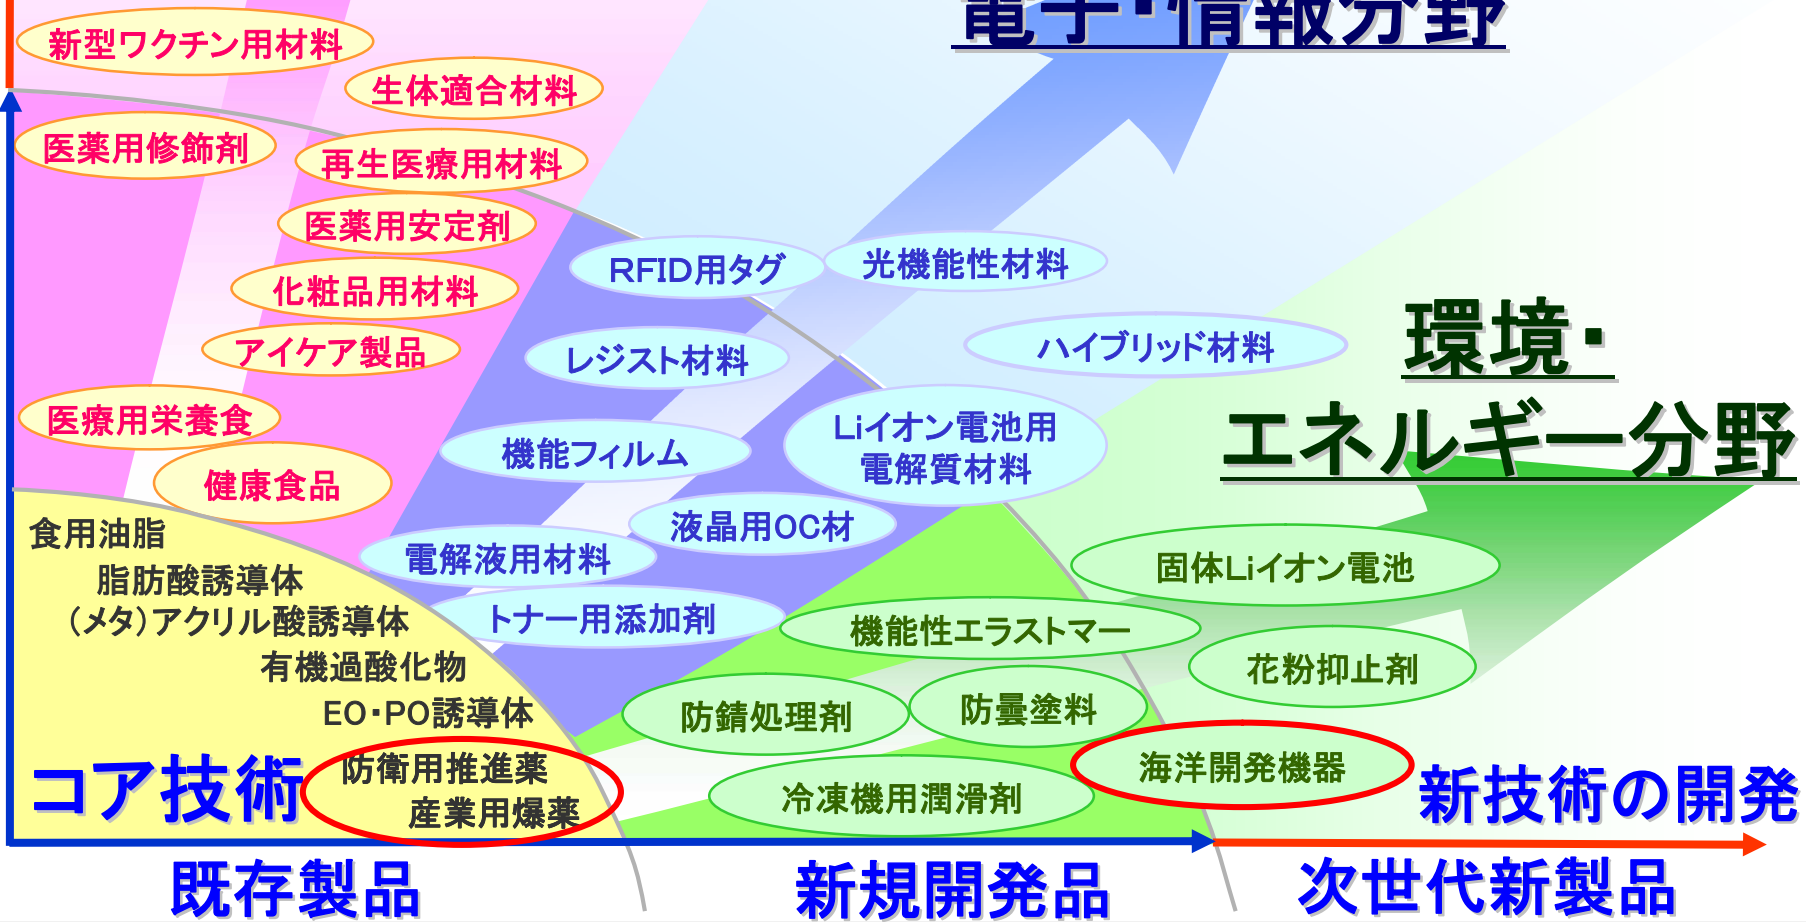 電子・情報分野
新型ワクチン用材料
生体適合材料
医薬用修飾剤
再生医療用材料
医薬用安定剤
化粧品用材料
アイケア製品
医療用栄養食
健康食品
RFID用タグ
光機能性材料
レジスト材料
ハイブリッド材料
機能フィルム
Liイオン電池用
電解質材料
液晶用OC材
電解液用材料
トナー用添加剤
環境・
エネルギー分野
固体Liイオン電池
機能性エラストマー
花粉抑止剤
防錆処理剤
防曇塗料
海洋開発機器
冷凍機用潤滑剤
食用油脂
脂肪酸誘導体
(メタ)アクリル酸誘導体
有機過酸化物
EO・PO誘導体
防衛用推進薬
産業用爆薬
コア技術
新技術の開発
既存製品
新規開発品
次世代新製品